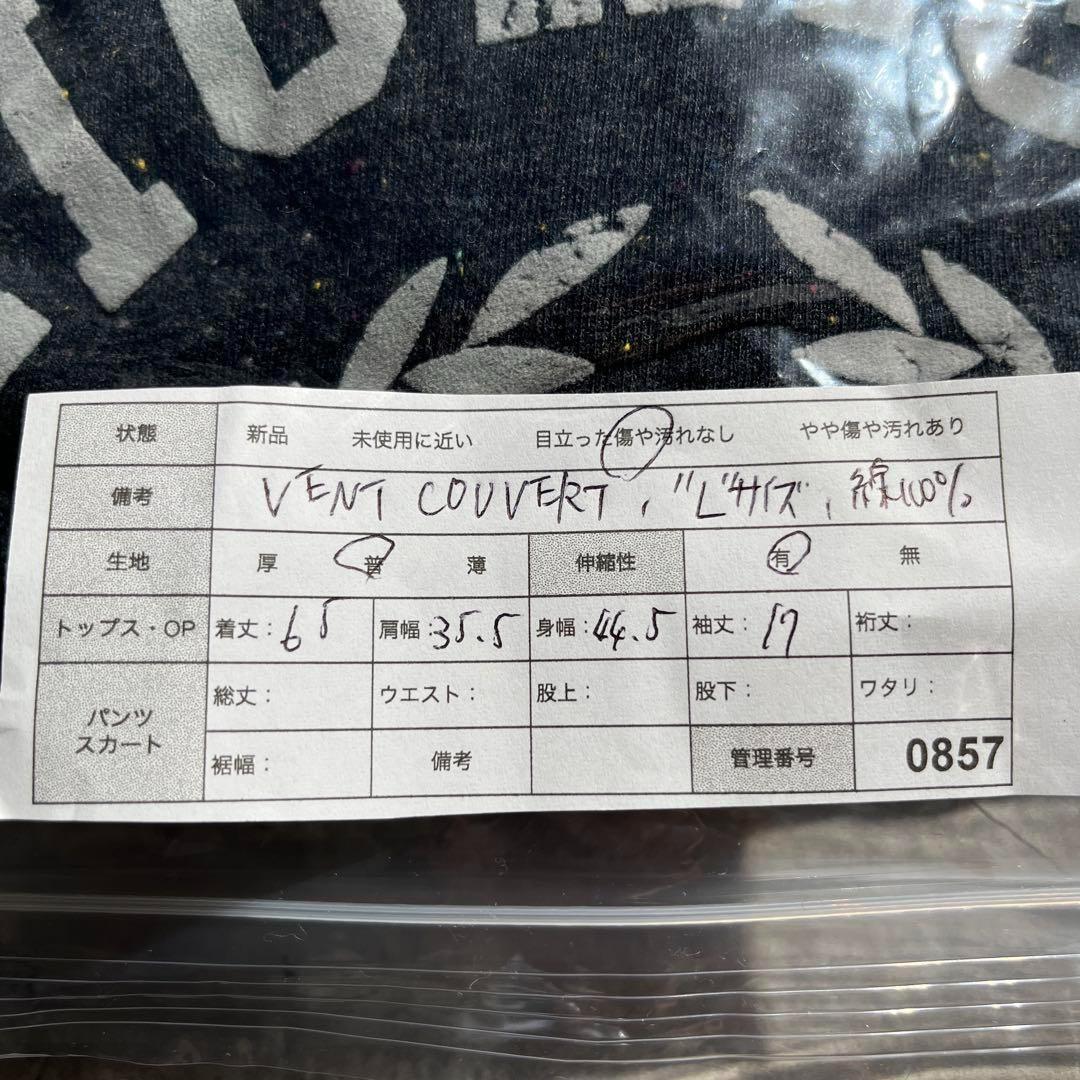 状態 新品 未使用に近い 目立った傷や汚れなし やや傷や汚れあり
備考 VENT COUVERT, "L"サイズ, 綿100%
生地 厚 普 薄 伸縮性 有 無
トップス・OP 着丈:65 肩幅:35.5 身幅:44.5 袖丈:17 裄丈:
パンツ スカート 総丈: ウエスト: 股上: 股下: ワタリ:
裾幅: 備考 管理番号 0857